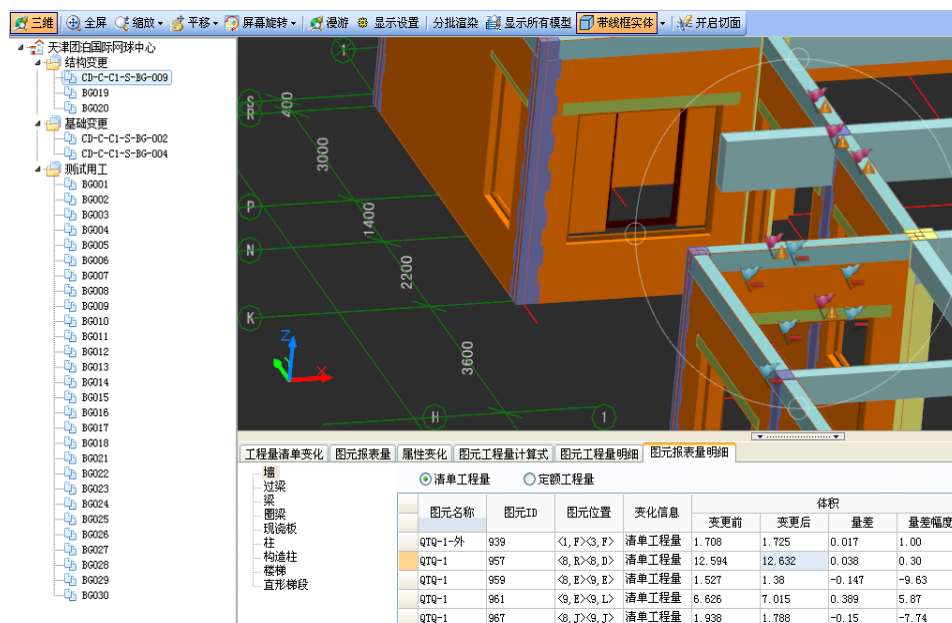 三维 全屏 缩放 平移 屏幕旋转 漫游 显示设置 分批渲染 显示所有模型 带线框实体 开启切面
天津团泊国际网球中心
结构变更
CD-C-C1-S-BG-009
BG019
BG020
基础变更
CD-C-C1-S-BG-002
CD-C-C1-S-BG-004
测试用工
BG001
BG002
BG003
BG004
BG005
BG006
BG007
BG008
BG009
BG010
BG011
BG012
BG013
BG014
BG015
BG016
BG017
BG018
BG021
BG022
BG023
BG024
BG025
BG026
BG027
BG028
BG029
BG030
1
S
R
400
3000
P
1400
N
2200
K
3600
Z
X
H
1
工程量清单变化 图元报表量 属性变化 图元工程量计算式 图元工程量明细 图元报表量明细
墙
过梁
梁
圈梁
现浇板
柱
构造柱
楼梯
直形梯段
清单工程量 定额工程量
图元名称 图元ID 图元位置 变化信息 体积
变更前 变更后 量差 量差幅度
QTQ-1-外 939 <1,F><3,F> 清单工程量 1.708 1.725 0.017 1.00
QTQ-1 957 <8,R><8,D> 清单工程量 12.594 12.632 0.038 0.30
QTQ-1 959 <8,E><9,E> 清单工程量 1.527 1.38 -0.147 -9.63
QTQ-1 961 <9,E><9,L> 清单工程量 6.626 7.015 0.389 5.87
QTQ-1 967 <8,J><9,J> 清单工程量 1.938 1.788 -0.15 -7.74